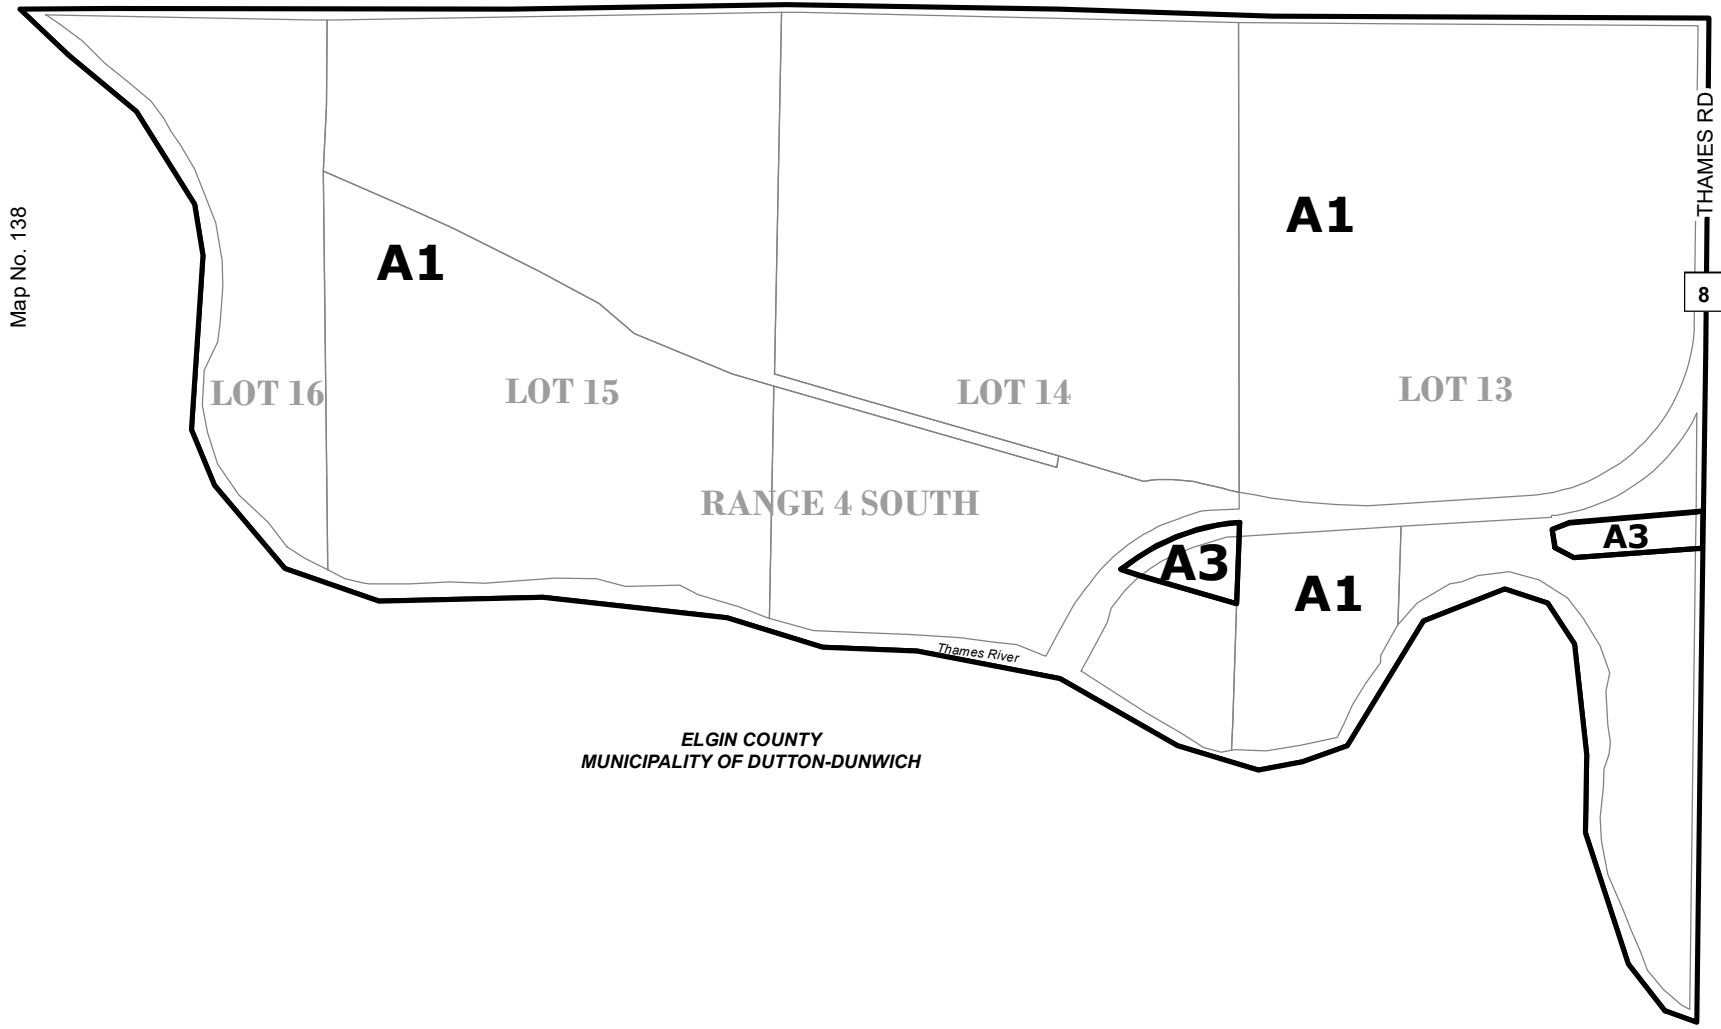 THAMES RD
Map No. 138
A1
A1
8
LOT 16
LOT 15
LOT 14
LOT 13
RANGE 4 SOUTH
A3
A3
A1
Thames River
ELGIN COUNTY
MUNICIPALITY OF DUTTON-DUNWICH